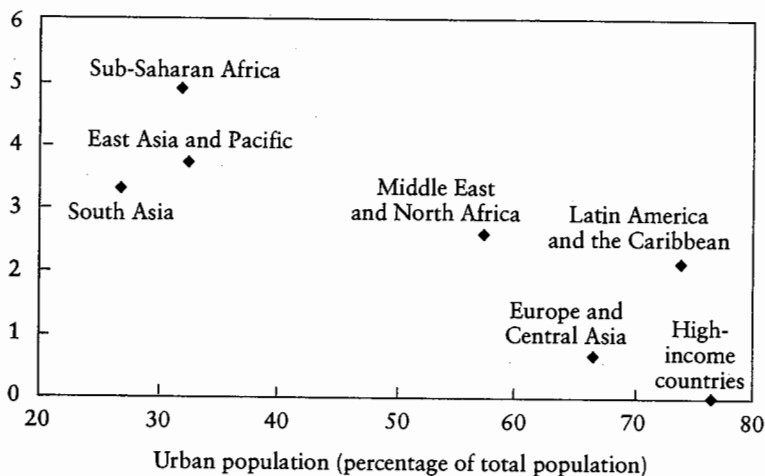 6
Sub-Saharan Africa
5
East Asia and Pacific
4
South Asia
3
Middle East
and North Africa
Latin America
and the Caribbean
2
Europe and
Central Asia
High-
income
countries
1
0
20 30 40 50 60 70 80
Urban population (percentage of total population)